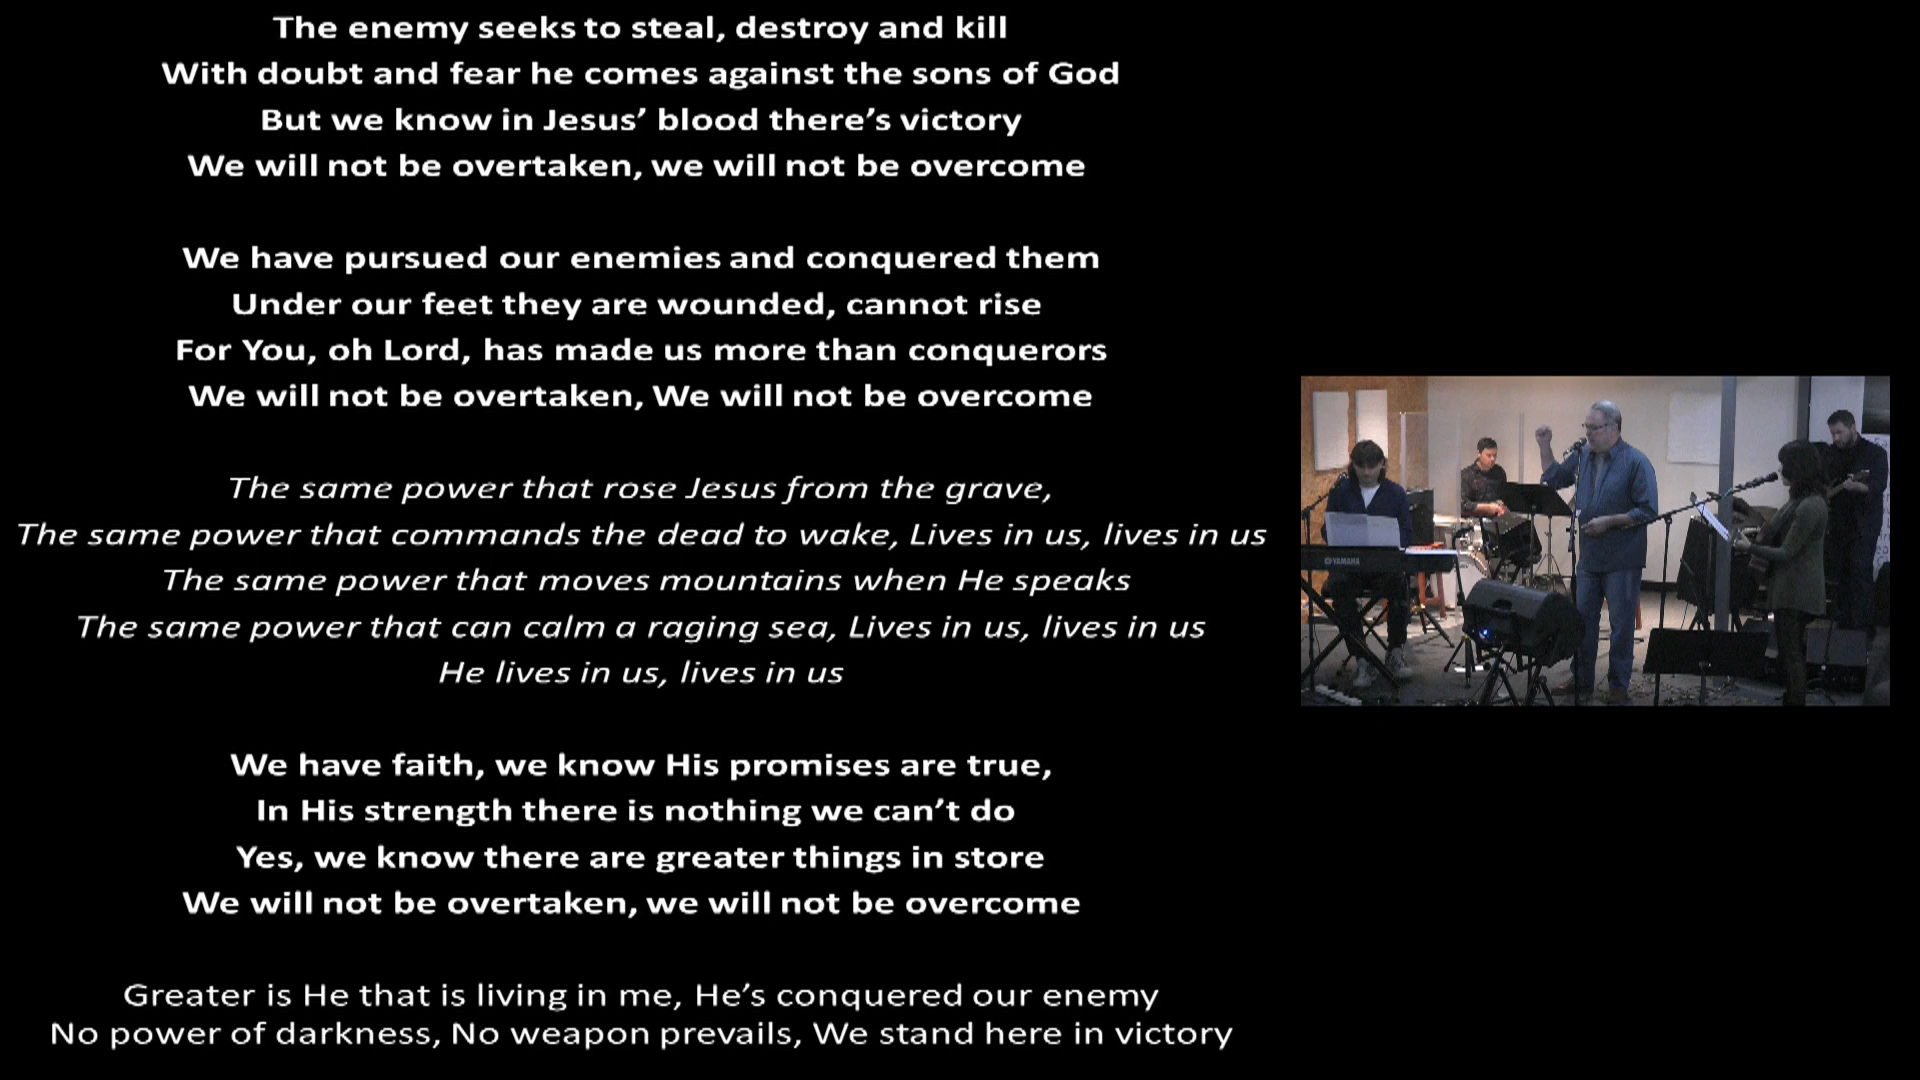 The enemy seeks to steal, destroy and kill
With doubt and fear he comes against the sons of God
But we know in Jesus’ blood there’s victory
We will not be overtaken, we will not be overcome
We have pursued our enemies and conquered them
Under our feet they are wounded, cannot rise
For You, oh Lord, has made us more than conquerors
We will not be overtaken, We will not be overcome
The same power that rose Jesus from the grave,
The same power that commands the dead to wake, Lives in us, lives in us
The same power that moves mountains when He speaks
The same power that can calm a raging sea, Lives in us, lives in us
He lives in us, lives in us
We have faith, we know His promises are true,
In His strength there is nothing we can’t do
Yes, we know there are greater things in store
We will not be overtaken, we will not be overcome
Greater is He that is living in me, He’s conquered our enemy
No power of darkness, No weapon prevails, We stand here in victory
YAMAHA